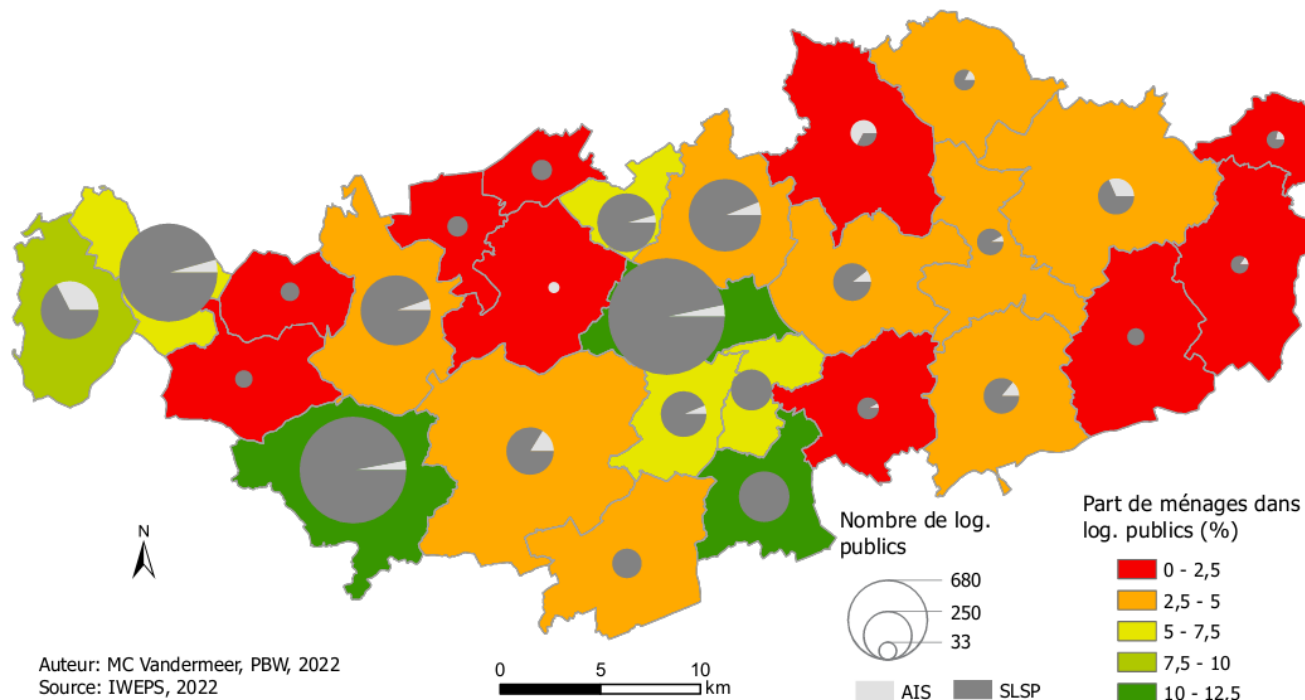 N
Auteur: MC Vandermeer, PBW, 2022
Source: IWEPS, 2022
0 5 10
km
Nombre de log.
publics
680
250
33
AIS SLSP
Part de ménages dans
log. publics (%)
0 - 2,5
2,5 - 5
5 - 7,5
7,5 - 10
10 - 12,5